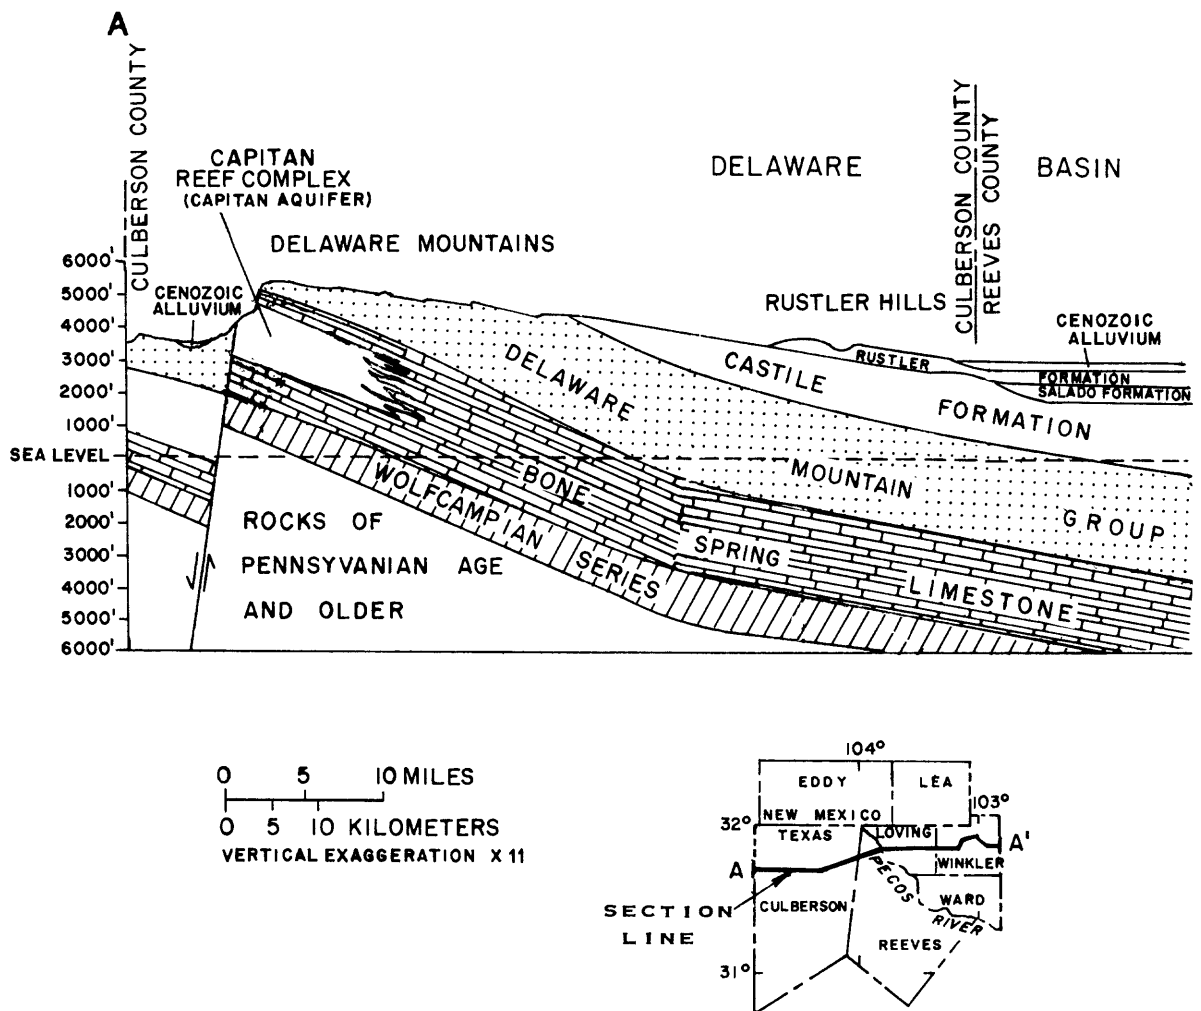 A
CULBERSON COUNTY
CAPITAN
REEF COMPLEX
(CAPITAN AQUIFER)
DELAWARE BASIN
CULBERSON COUNTY
REEVES COUNTY
DELAWARE MOUNTAINS
RUSTLER HILLS
CENOZOIC
ALLUVIUM
CENOZOIC
ALLUVIUM
6000'
5000'
4000'
3000'
2000'
1000'
SEA LEVEL
1000'
2000'
3000'
4000'
5000'
6000'
RUSTLER
FORMATION
SALADO FORMATION
CASTILE FORMATION
DELAWARE MOUNTAIN GROUP
BONE SPRING LIMESTONE
WOLFCAMPIAN SERIES
ROCKS OF
PENNSYVANIAN AGE
AND OLDER
0 5 10 MILES
0 5 10 KILOMETERS
VERTICAL EXAGGERATION X 11
104°
EDDY
LEA
103°
NEW MEXICO
32°
TEXAS
LOVING
A'
A
WINKLER
PECOS
RIVER
WARD
CULBERSON
SECTION
LINE
REEVES
31°